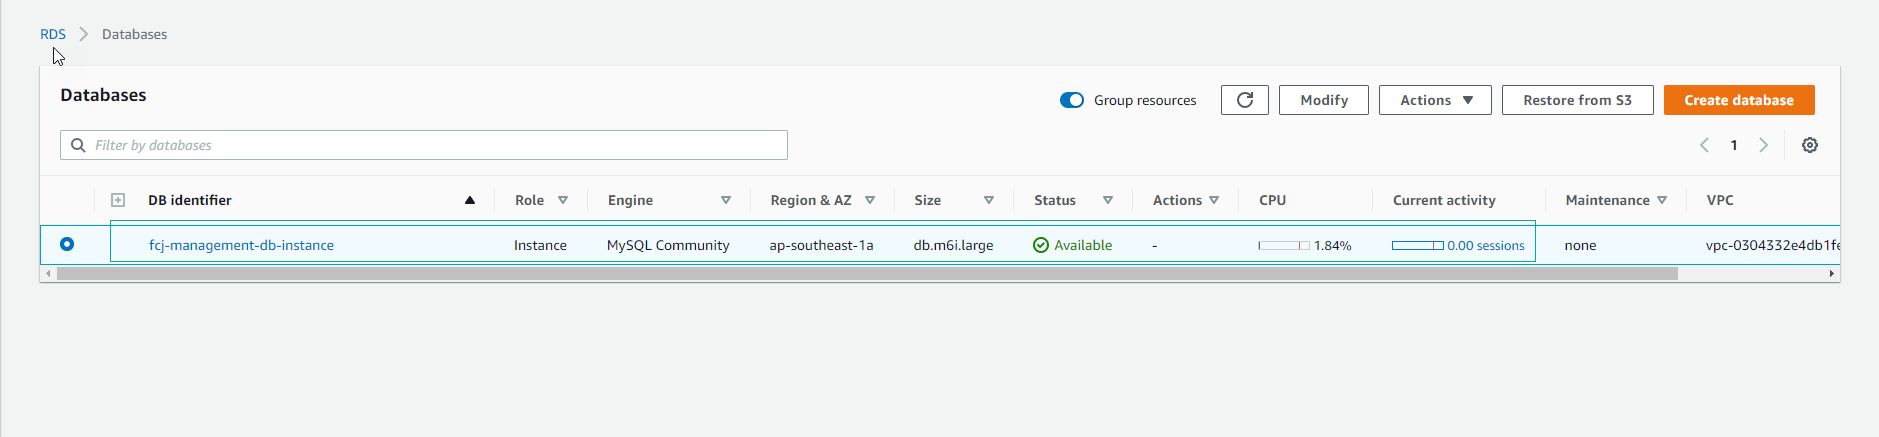 RDS Databases
Databases
Group resources Modify Actions Restore from S3 Create database
Filter by databases 1
DB identifier Role Engine Region & AZ Size Status Actions CPU Current activity Maintenance VPC
fcj-management-db-instance Instance MySQL Community ap-southeast-1a db.m6i.large Available - 1.84% 0.00 sessions none vpc-0304332e4db1fe